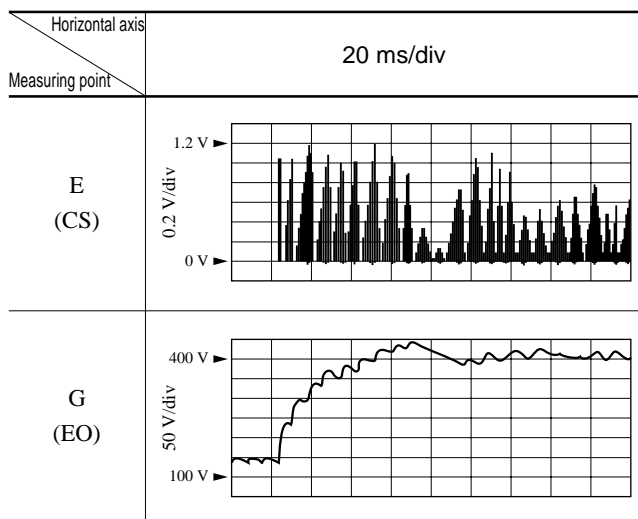 Horizontal axis
Measuring point
20 ms/div
E
(CS)
0.2 V/div
1.2 V
0 V
G
(EO)
50 V/div
400 V
100 V